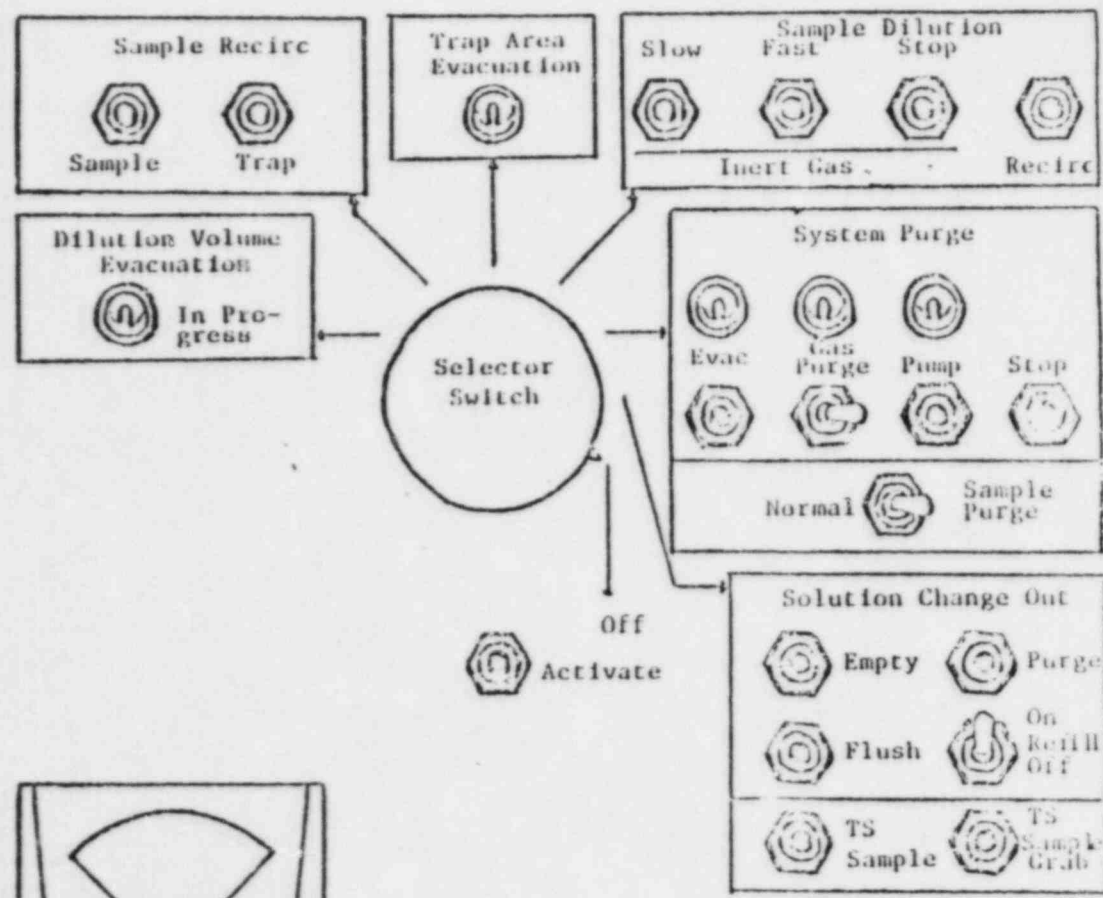 Sample Recirc
Sample
Trap
Trap Area
Evacuation
Sample Dilution
Slow
Fast
Stop
Inert Gas
Recirc
Dilution Volume
Evacuation
In Pro-
gress
Selector
Switch
System Purge
Evac
Gas
Purge
Pump
Stop
Normal
Sample
Purge
Off
Activate
Solution Change Out
Empty
Purge
Flush
On
Refill
Off
TS
Sample
TS
Sample
Grab